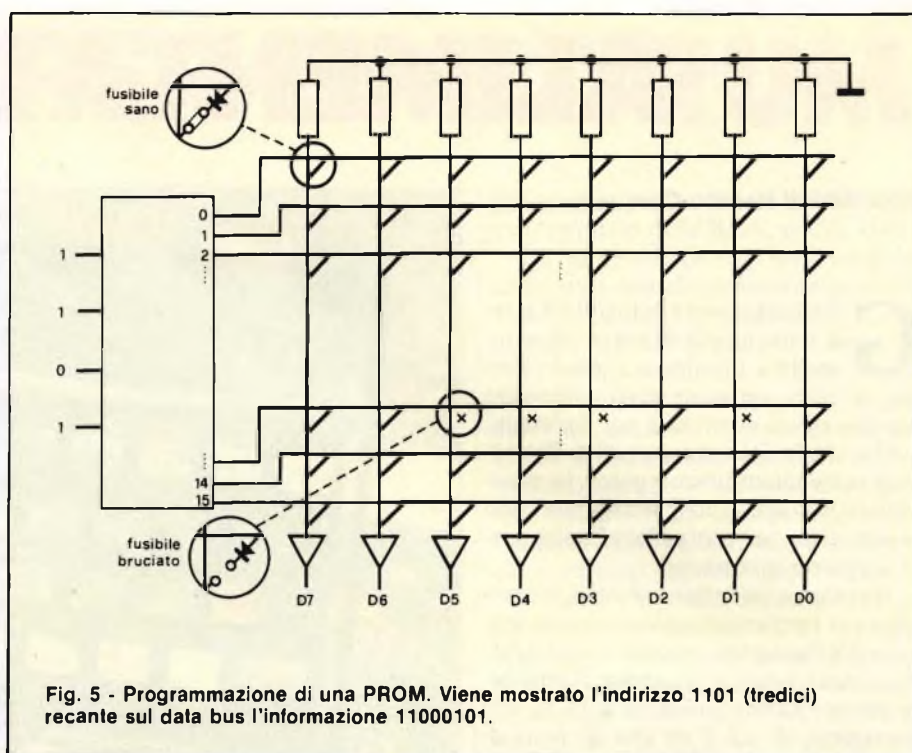 fusibile
sano
0
1
2
1
1
0
1
14
15
fusibile
bruciato
D7 D6 D5 D4 D3 D2 D1 D0
Fig. 5 - Programmazione di una PROM. Viene mostrato l'indirizzo 1101 (tredici)
recante sul data bus l'informazione 11000101.